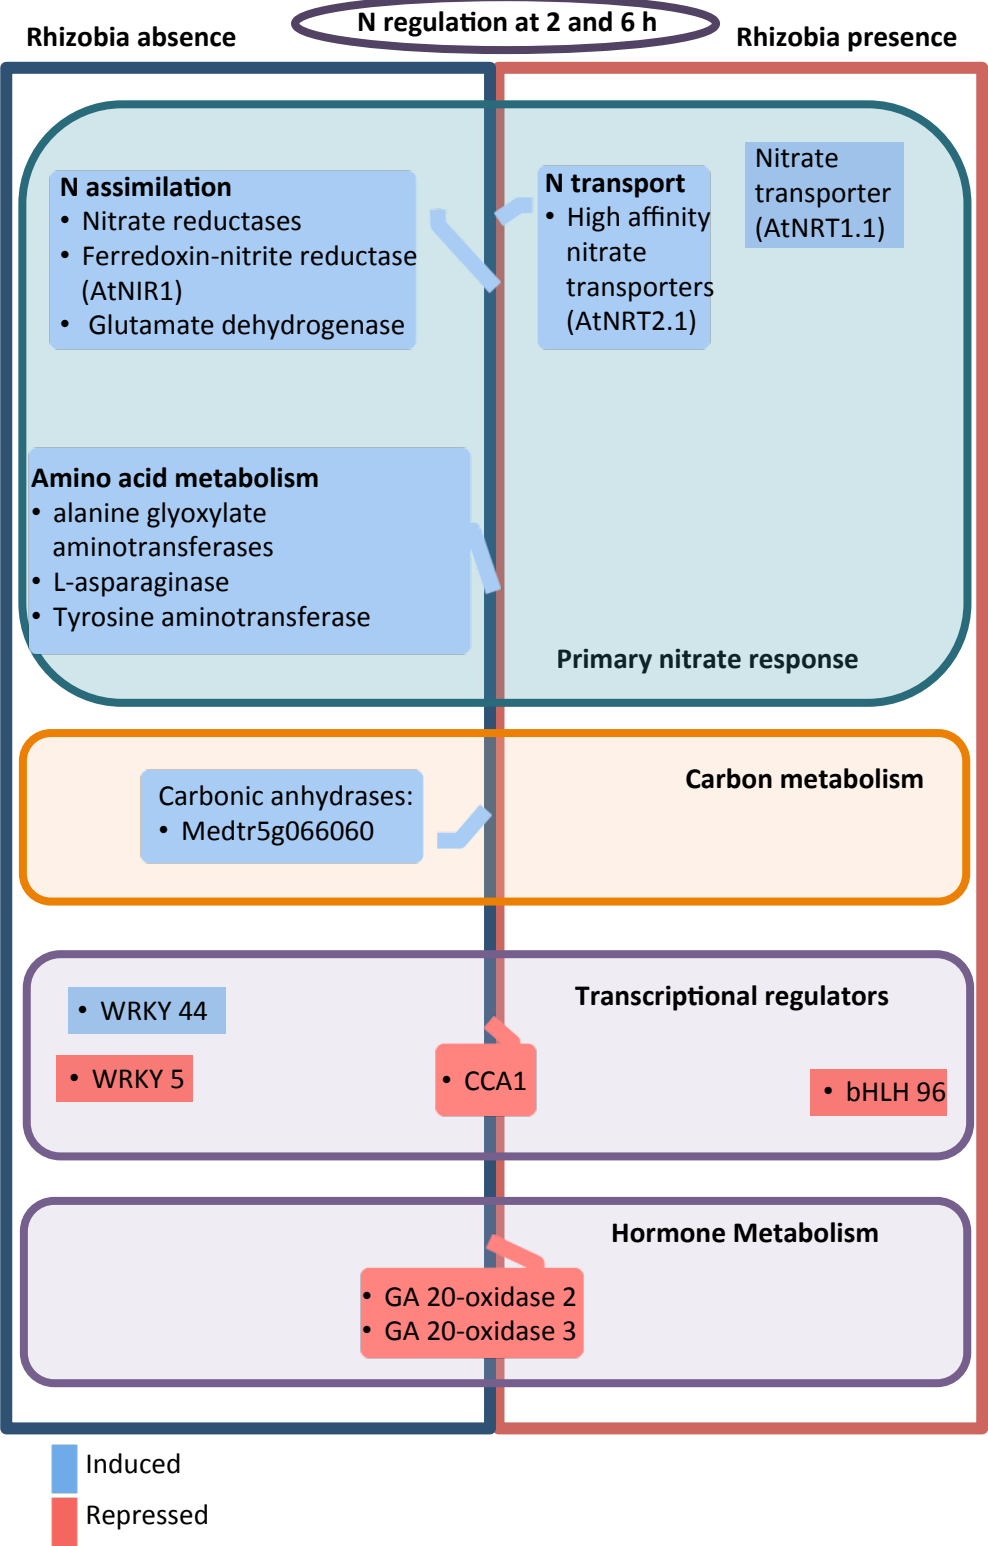 N regulation at 2 and 6 h
Rhizobia absence
Rhizobia presence
N assimilation
• Nitrate reductases
• Ferredoxin-nitrite reductase
(AtNIR1)
• Glutamate dehydrogenase
N transport
• High affinity
nitrate
transporters
(AtNRT2.1)
Nitrate
transporter
(AtNRT1.1)
Amino acid metabolism
• alanine glyoxylate
aminotransferases
• L-asparaginase
• Tyrosine aminotransferase
Primary nitrate response
Carbon metabolism
Carbonic anhydrases:
• Medtr5g066060
Transcriptional regulators
• WRKY 44
• WRKY 5
• CCA1
• bHLH 96
Hormone Metabolism
• GA 20-oxidase 2
• GA 20-oxidase 3
Induced
Repressed